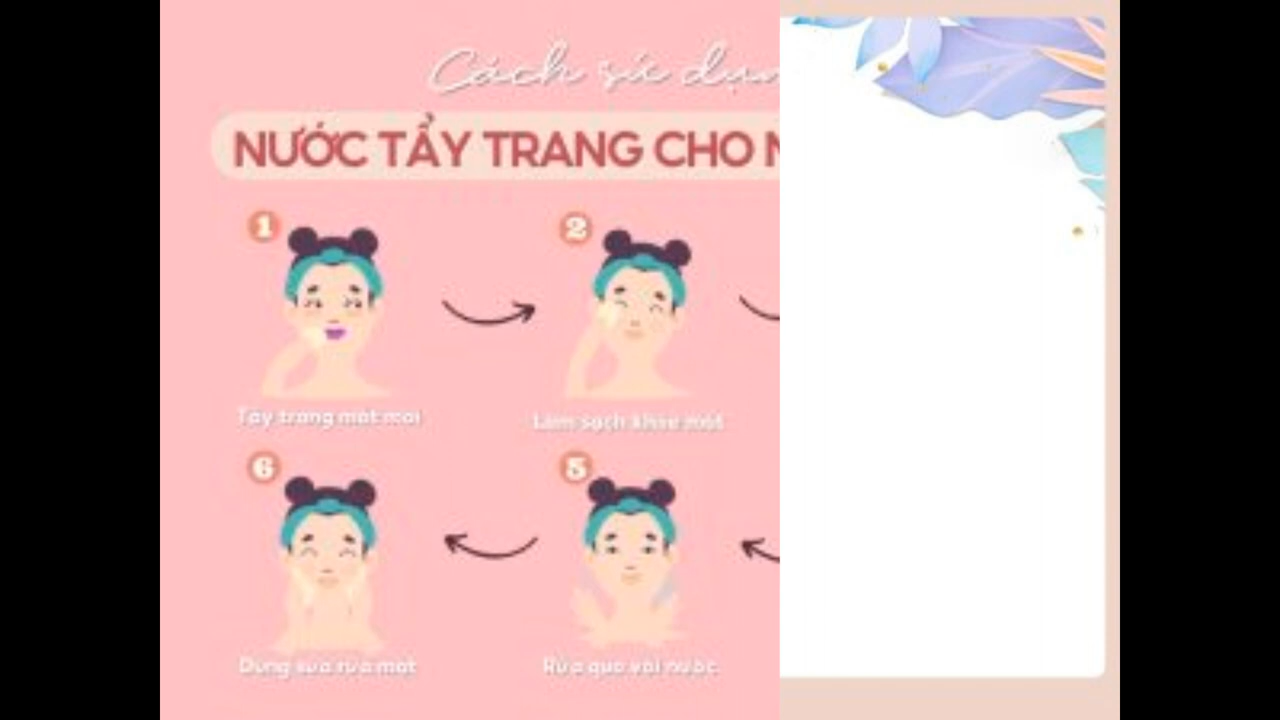 Cách sử dụn
NƯỚC TẨY TRANG CHO N
1
2
Tẩy trang mắt môi
Làm sạch khóe mắt
6
5
Dùng sữa rửa mặt
Rửa qua với nước